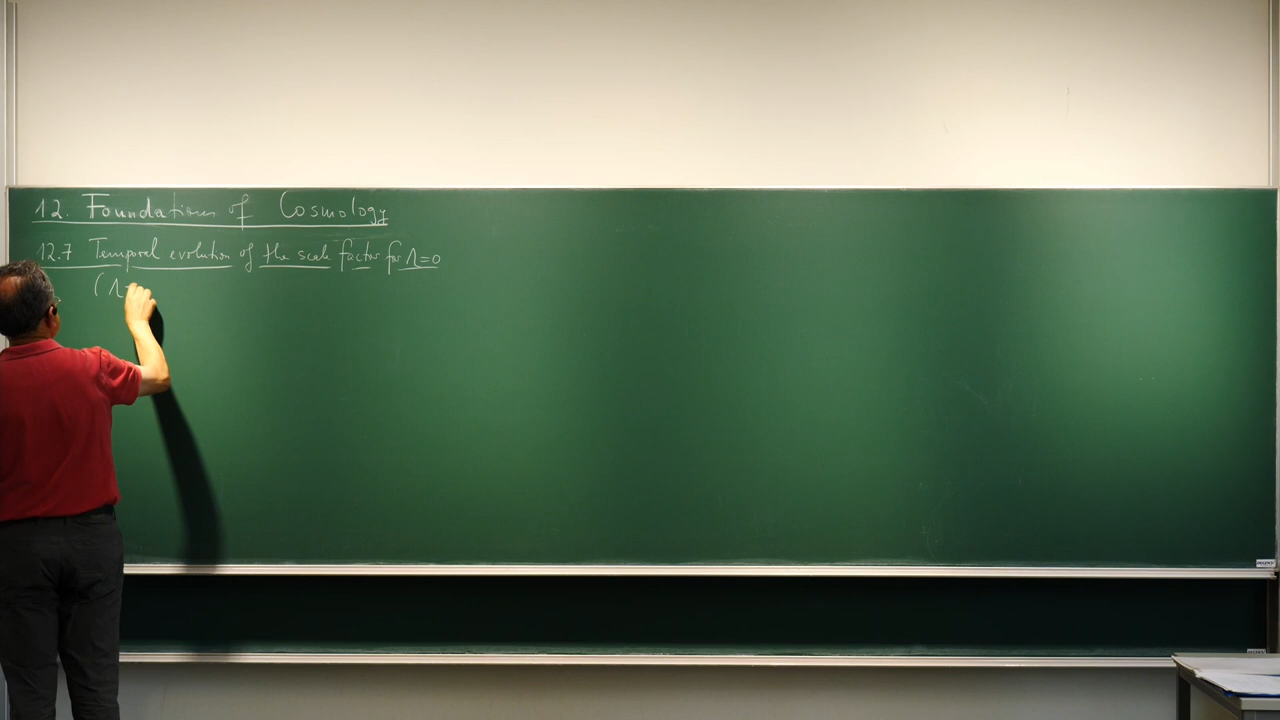 12. Foundations of Cosmology
12.7 Temporal evolution of the scale factor for Λ=0
(Λ